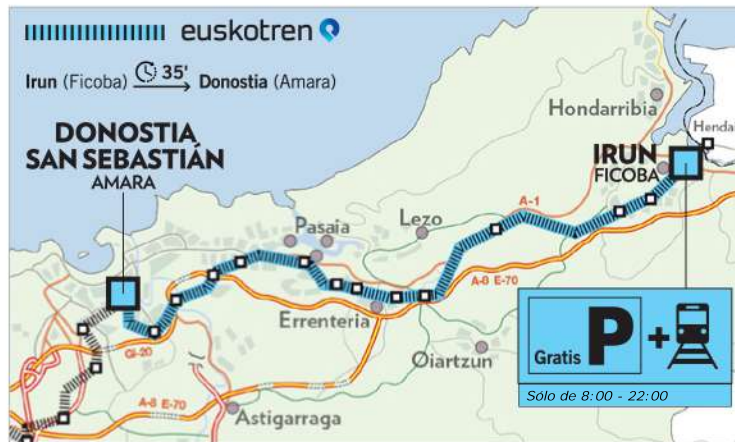 euskotren
Irun (Ficoba) 35' Donostia (Amara)
Hondarribia
Henda
DONOSTIA
SAN SEBASTIÁN
AMARA
IRUN
FICOBA
Pasaia
Lezo
A-1
A-8 E-70
Errenteria
GI-20
Oiartzun
Gratis P +
Sólo de 8:00 - 22:00
A-8 E-70
Astigarraga